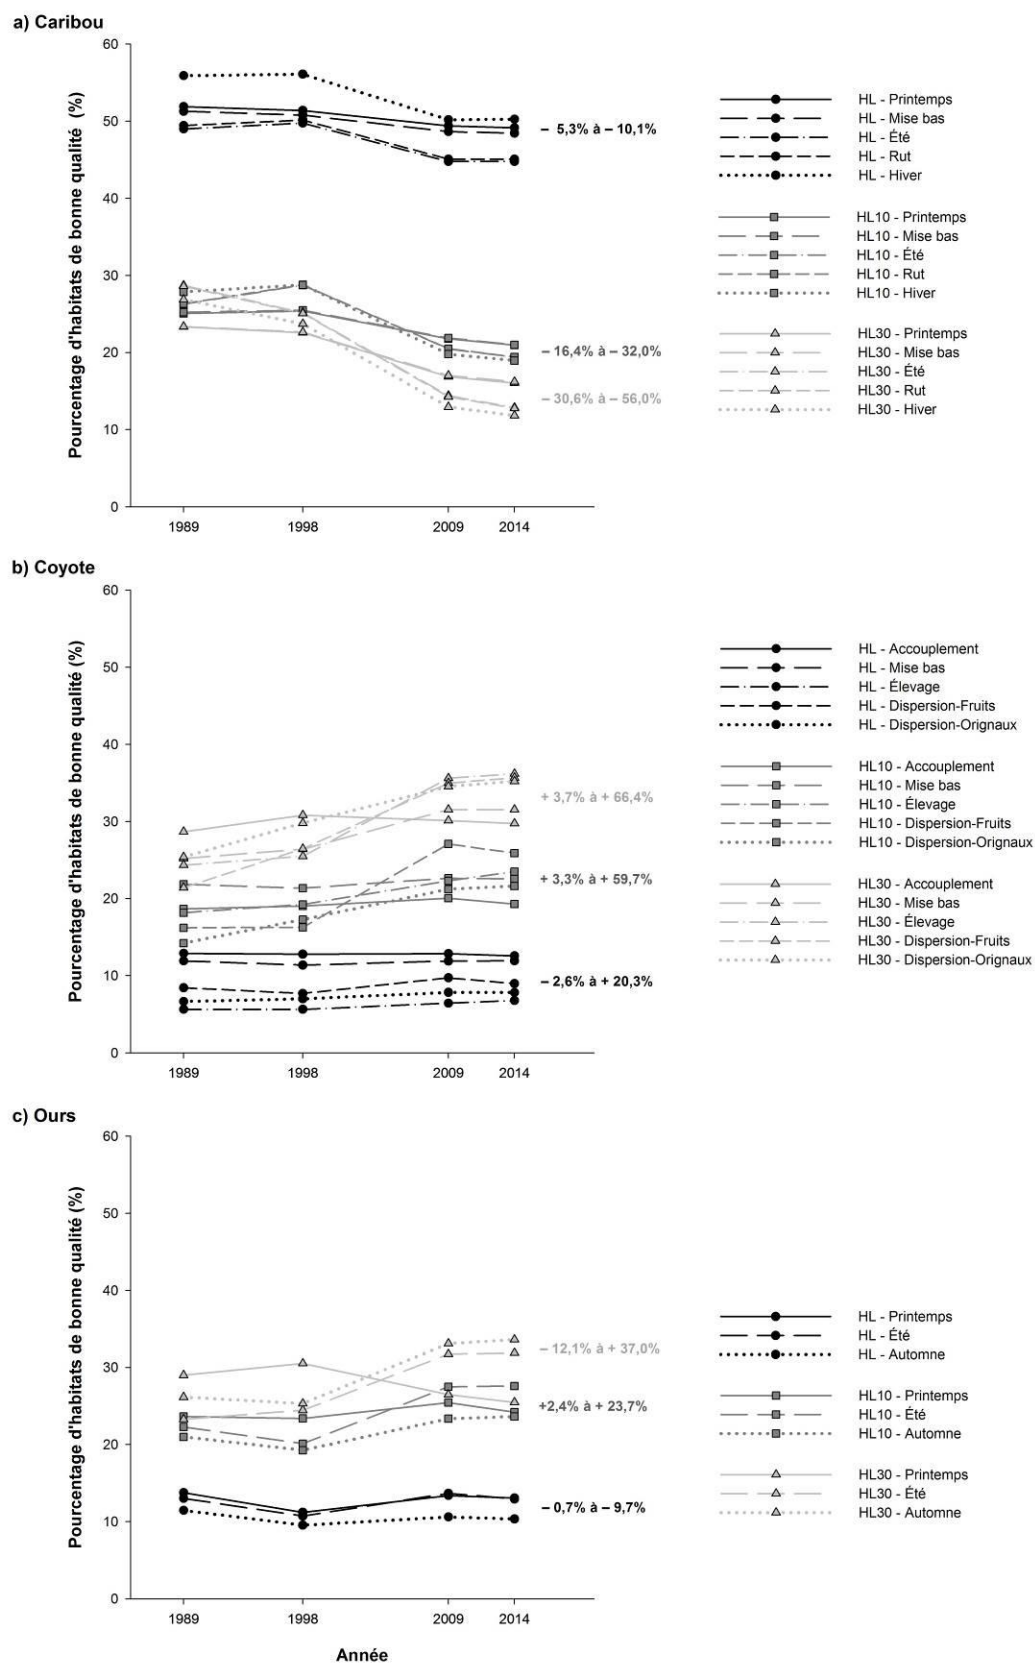 a) Caribou
60
50
40
30
20
10
0
Pourcentage d'habitats de bonne qualité (%)
1989 1998 2009 2014
– 5,3% à – 10,1%
– 16,4% à – 32,0%
– 30,6% à – 56,0%
HL - Printemps
HL - Mise bas
HL - Été
HL - Rut
HL - Hiver
HL10 - Printemps
HL10 - Mise bas
HL10 - Été
HL10 - Rut
HL10 - Hiver
HL30 - Printemps
HL30 - Mise bas
HL30 - Été
HL30 - Rut
HL30 - Hiver
b) Coyote
60
50
40
30
20
10
0
Pourcentage d'habitats de bonne qualité (%)
1989 1998 2009 2014
+ 3,7% à + 66,4%
+ 3,3% à + 59,7%
– 2,6% à + 20,3%
HL - Accouplement
HL - Mise bas
HL - Élevage
HL - Dispersion-Fruits
HL - Dispersion-Orignaux
HL10 - Accouplement
HL10 - Mise bas
HL10 - Élevage
HL10 - Dispersion-Fruits
HL10 - Dispersion-Orignaux
HL30 - Accouplement
HL30 - Mise bas
HL30 - Élevage
HL30 - Dispersion-Fruits
HL30 - Dispersion-Orignaux
c) Ours
60
50
40
30
20
10
0
Pourcentage d'habitats de bonne qualité (%)
1989 1998 2009 2014
– 12,1% à + 37,0%
+2,4% à + 23,7%
– 0,7% à – 9,7%
HL - Printemps
HL - Été
HL - Automne
HL10 - Printemps
HL10 - Été
HL10 - Automne
HL30 - Printemps
HL30 - Été
HL30 - Automne
Année